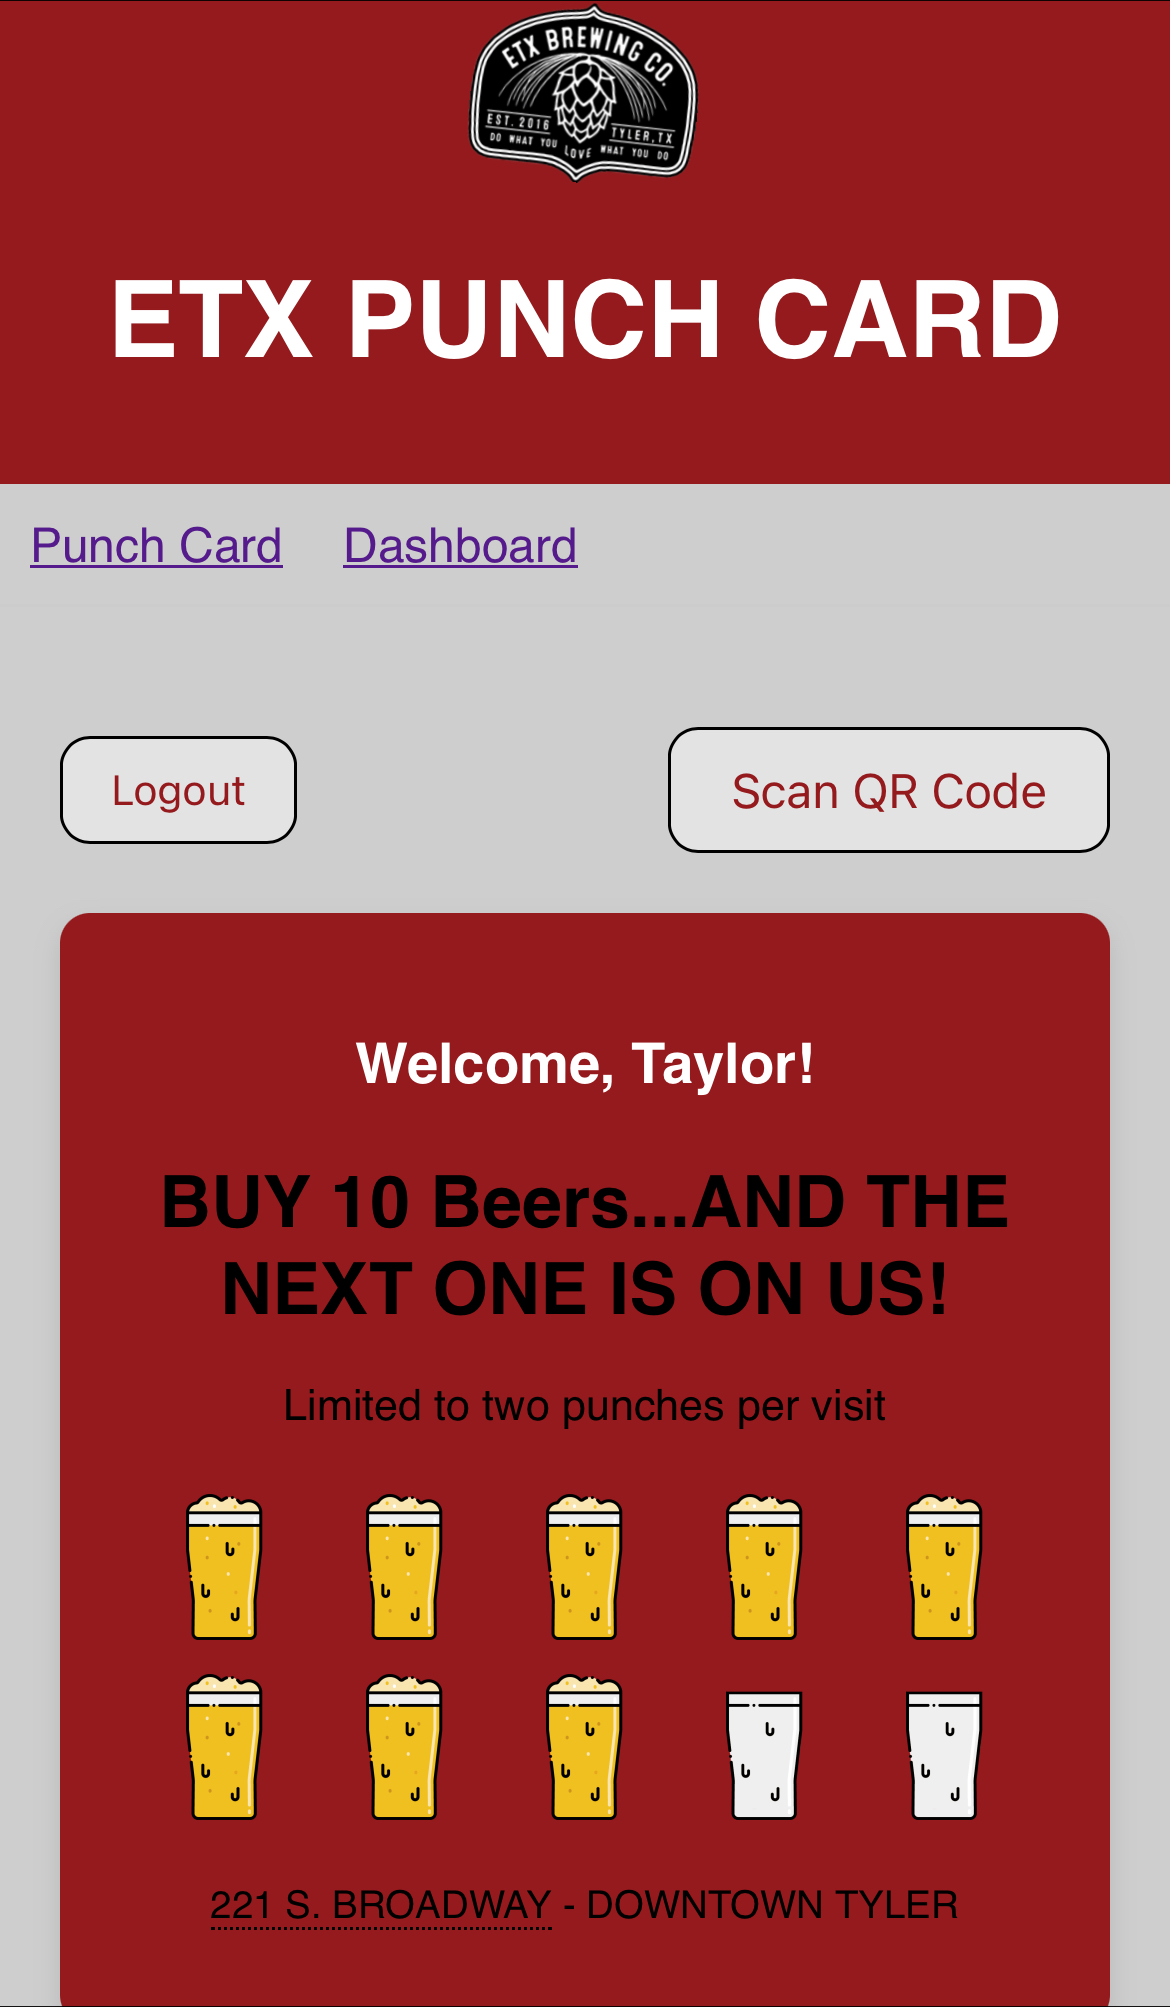 ETX BREWING CO.
EST. 2016
TYLER, TX
DO WHAT YOU LOVE WHAT YOU DO
ETX PUNCH CARD
Punch Card Dashboard
Logout Scan QR Code
Welcome, Taylor!
BUY 10 Beers...AND THE
NEXT ONE IS ON US!
Limited to two punches per visit
221 S. BROADWAY - DOWNTOWN TYLER